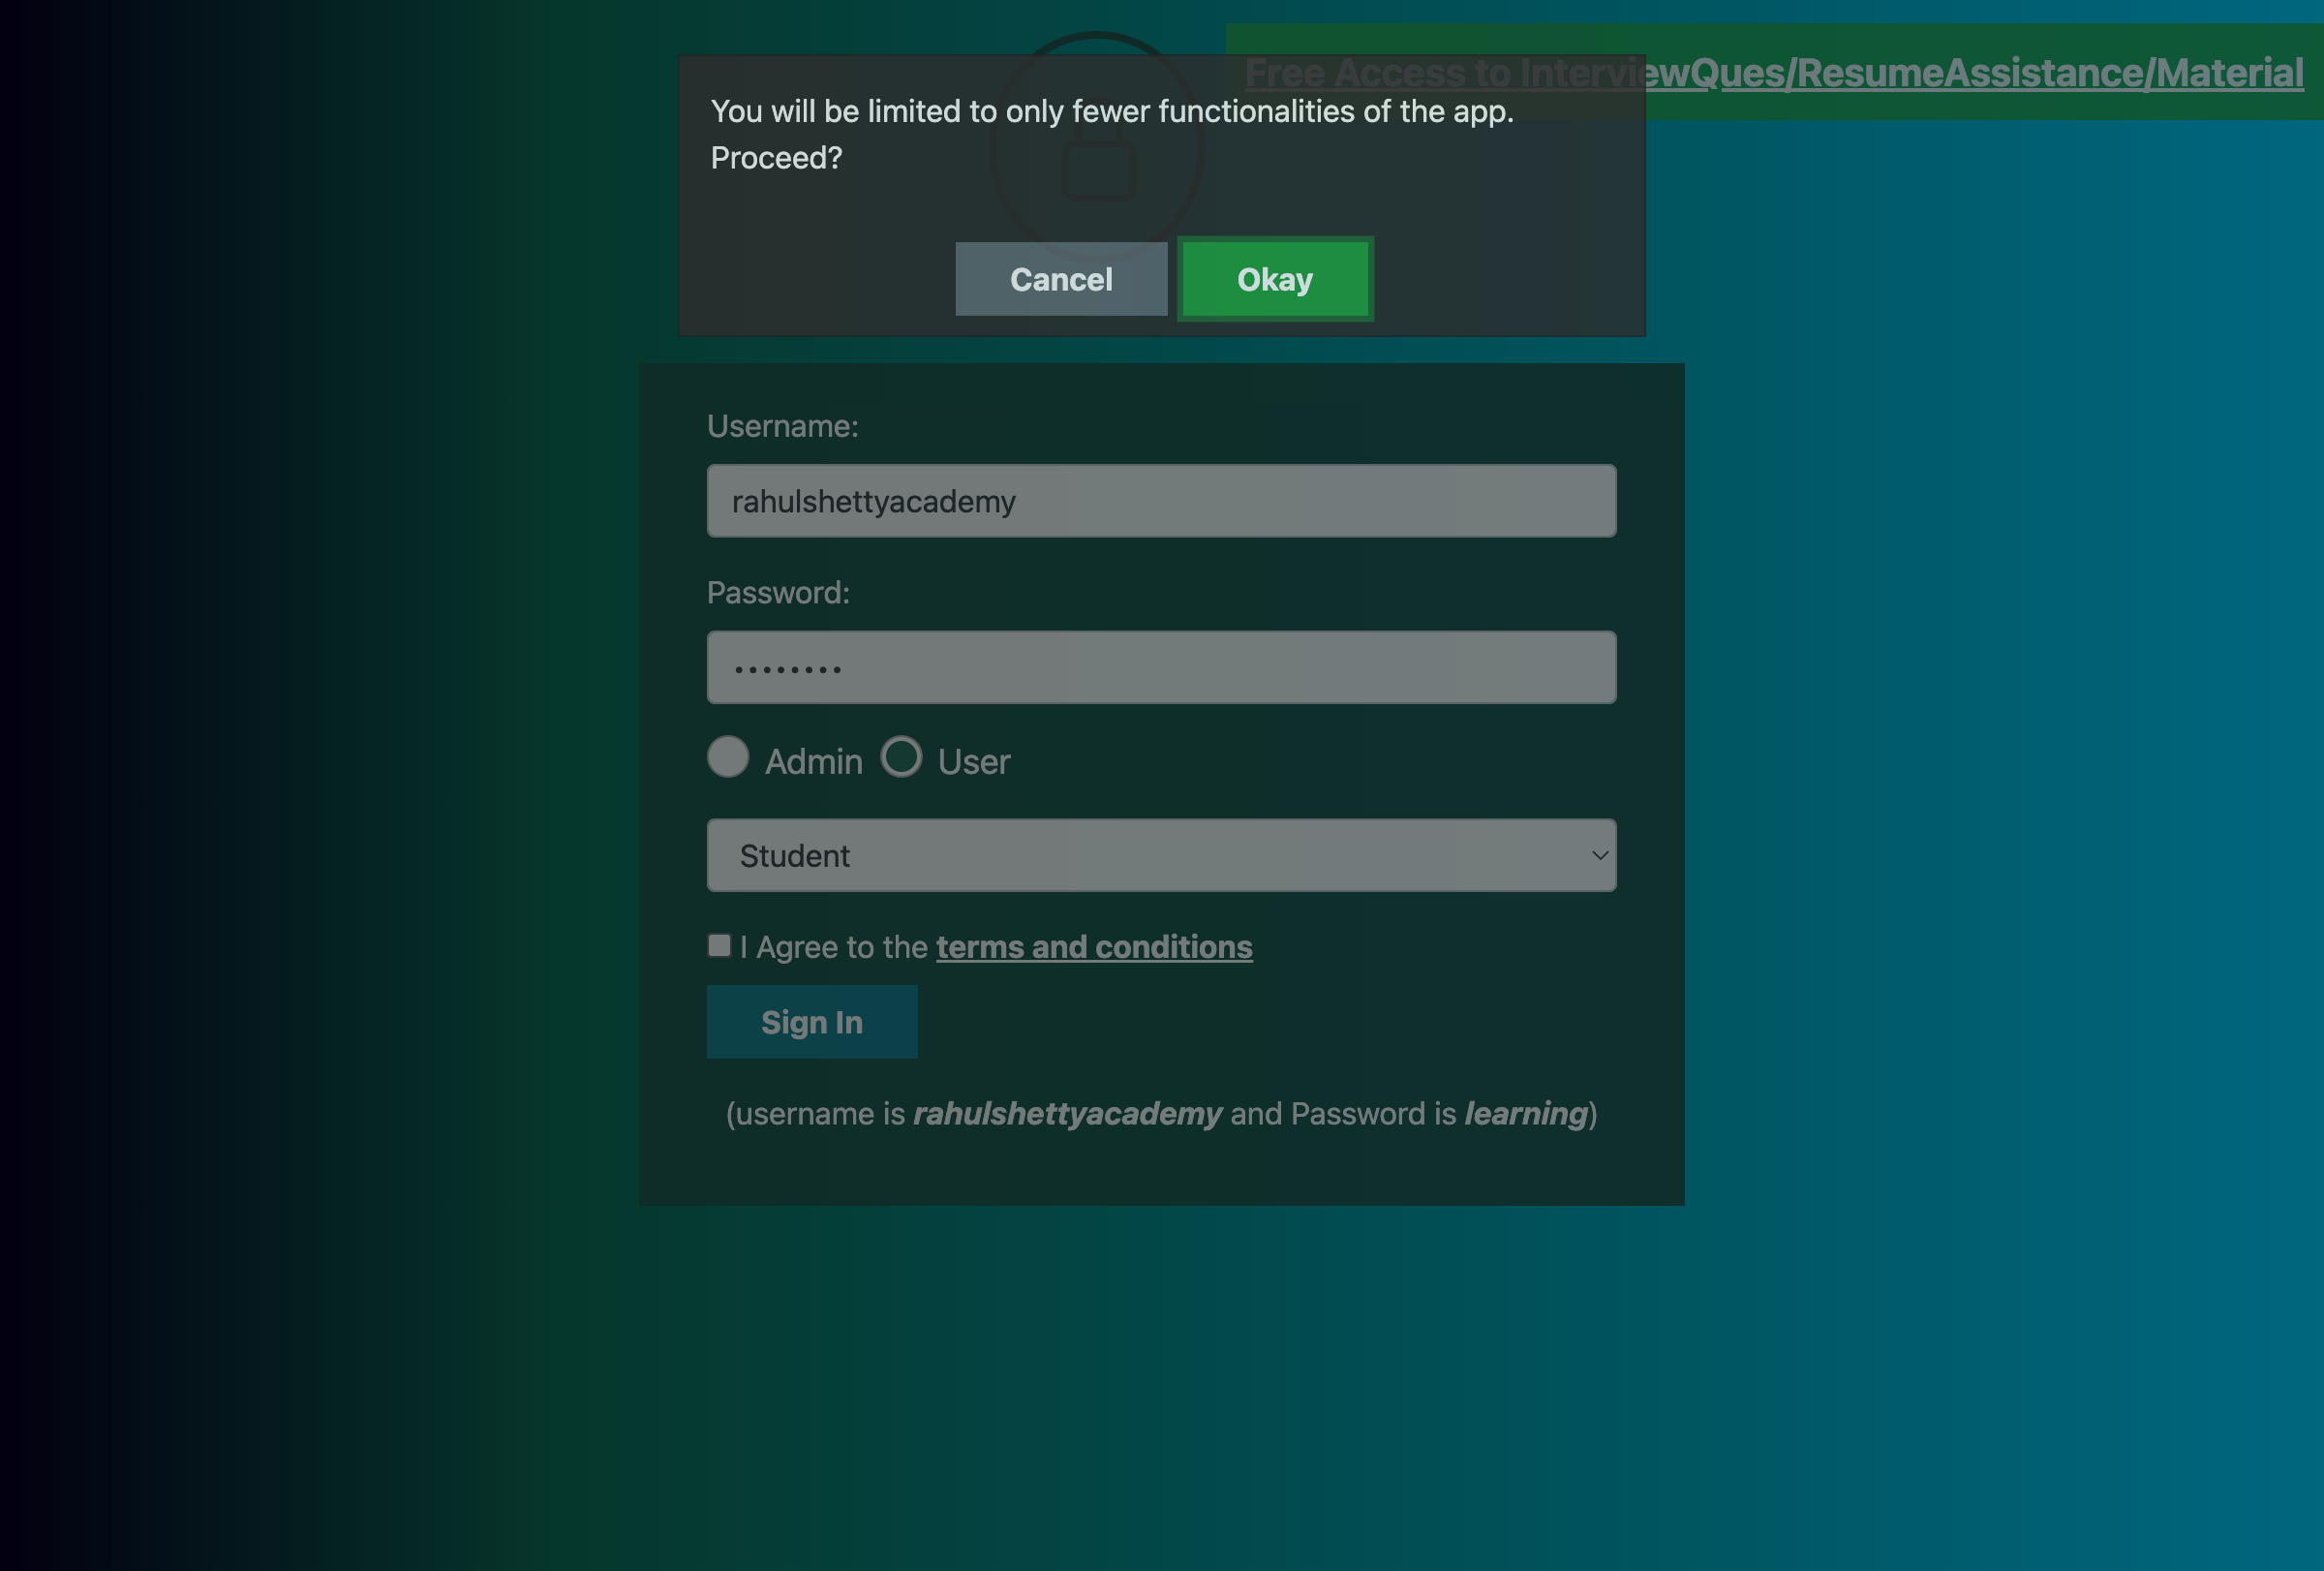 Free Access to InterviewQues/ResumeAssistance/Material
You will be limited to only fewer functionalities of the app.
Proceed?
Cancel
Okay
Username:
rahulshettyacademy
Password:
••••••••
Admin
User
Student
I Agree to the terms and conditions
Sign In
(username is rahulshettyacademy and Password is learning)